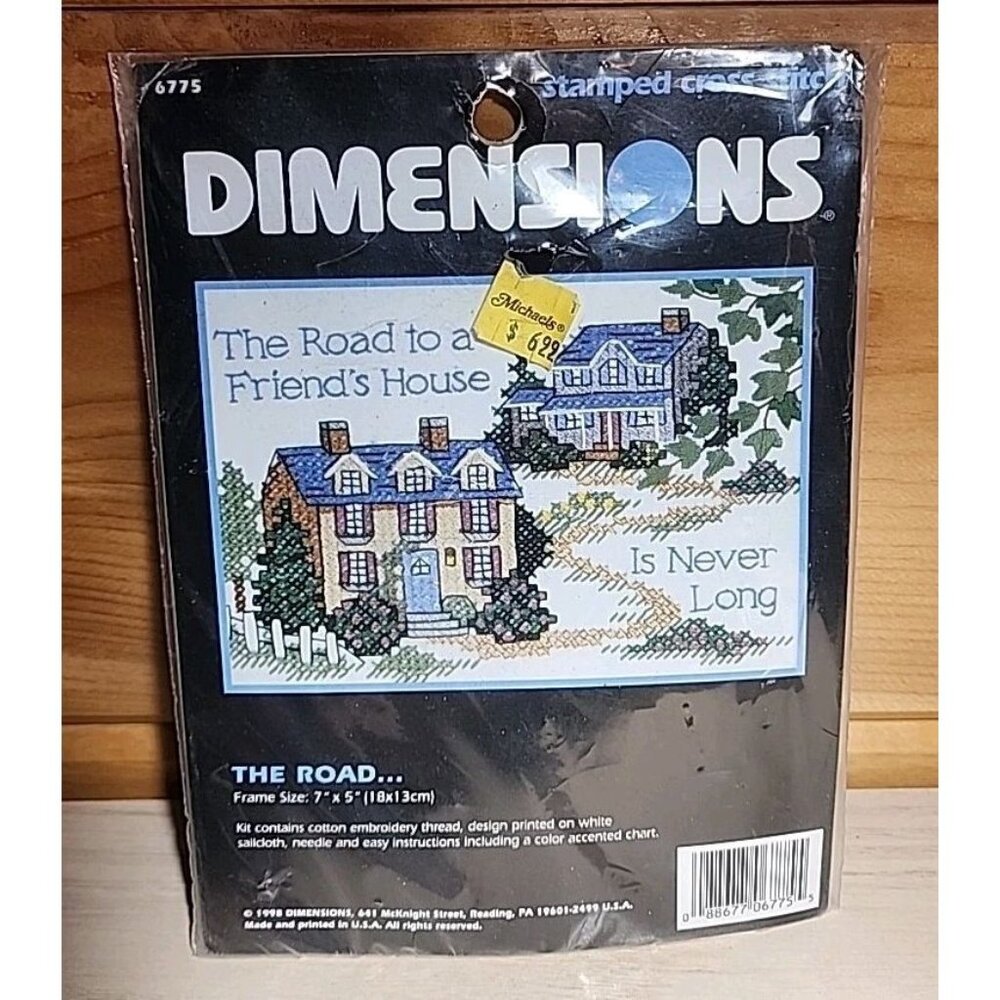 6775
stamped cross stitch
DIMENSIONS®
Michaels®
$ 6.99
The Road to a
Friend's House
Is Never
Long
THE ROAD...
Frame Size: 7" x 5" (18x13cm)
Kit contains cotton embroidery thread, design printed on white
sailcloth, needle and easy instructions including a color accented chart.
© 1998 DIMENSIONS, 641 McKnight Street, Reading, PA 19601-2499 U.S.A.
Made and printed in U.S.A. All rights reserved.
0 88677 06775 5